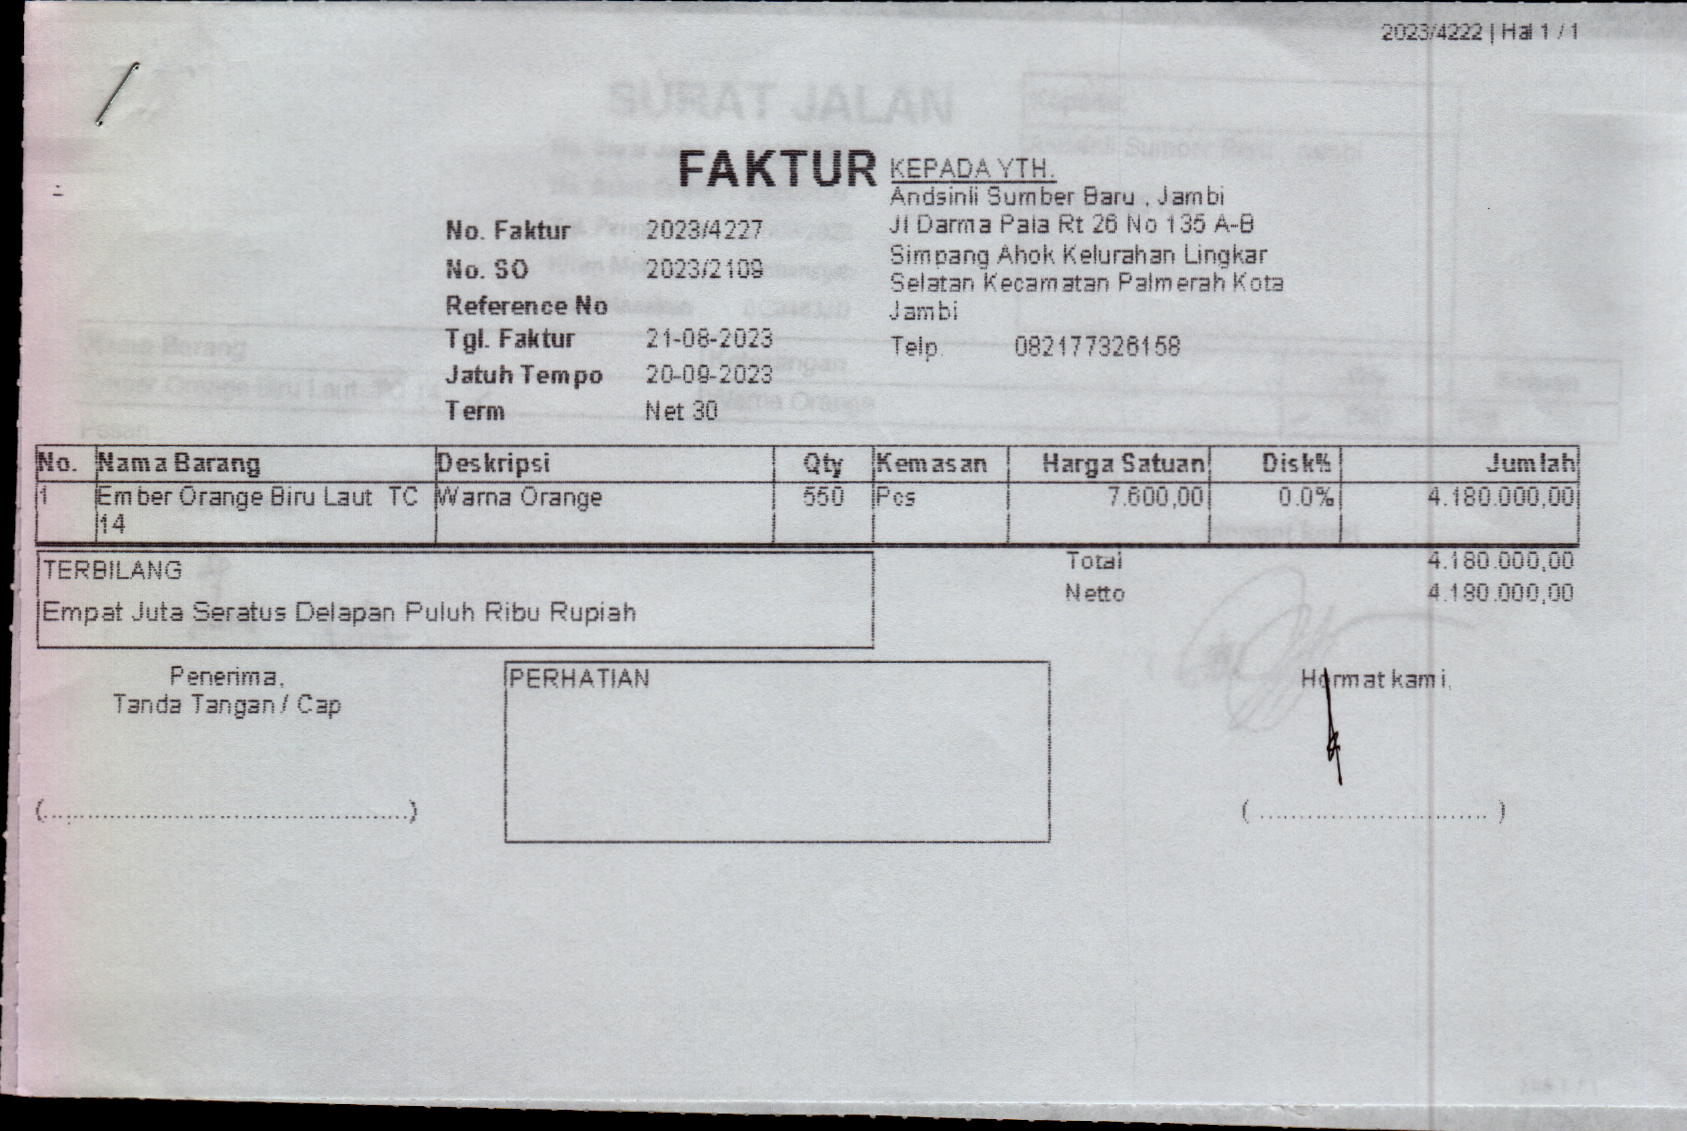 2023/4222 | Hal 1 / 1
SURAT JALAN
FAKTUR
KEPADA YTH.
Andsinli Sumber Baru , Jambi
Jl Darma Pala Rt 26 No 135 A-B
Simpang Ahok Kelurahan Lingkar
Selatan Kecamatan Palmerah Kota
Jambi
Telp. 082177326158
No. Faktur 2023/4227
No. SO 2023/2109
Reference No
Tgl. Faktur 21-08-2023
Jatuh Tempo 20-09-2023
Term Net 30
No. Nama Barang Deskripsi Qty Kemasan Harga Satuan Disk% Jumlah
1 Ember Orange Biru Laut TC Warna Orange 550 Pcs 7.600,00 0.0% 4.180.000,00
14
Total 4.180.000,00
Netto 4.180.000,00
TERBILANG
Empat Juta Seratus Delapan Puluh Ribu Rupiah
Penerima,
Tanda Tangan / Cap
PERHATIAN
Hormat kami,
(..............................................)
( ............................. )